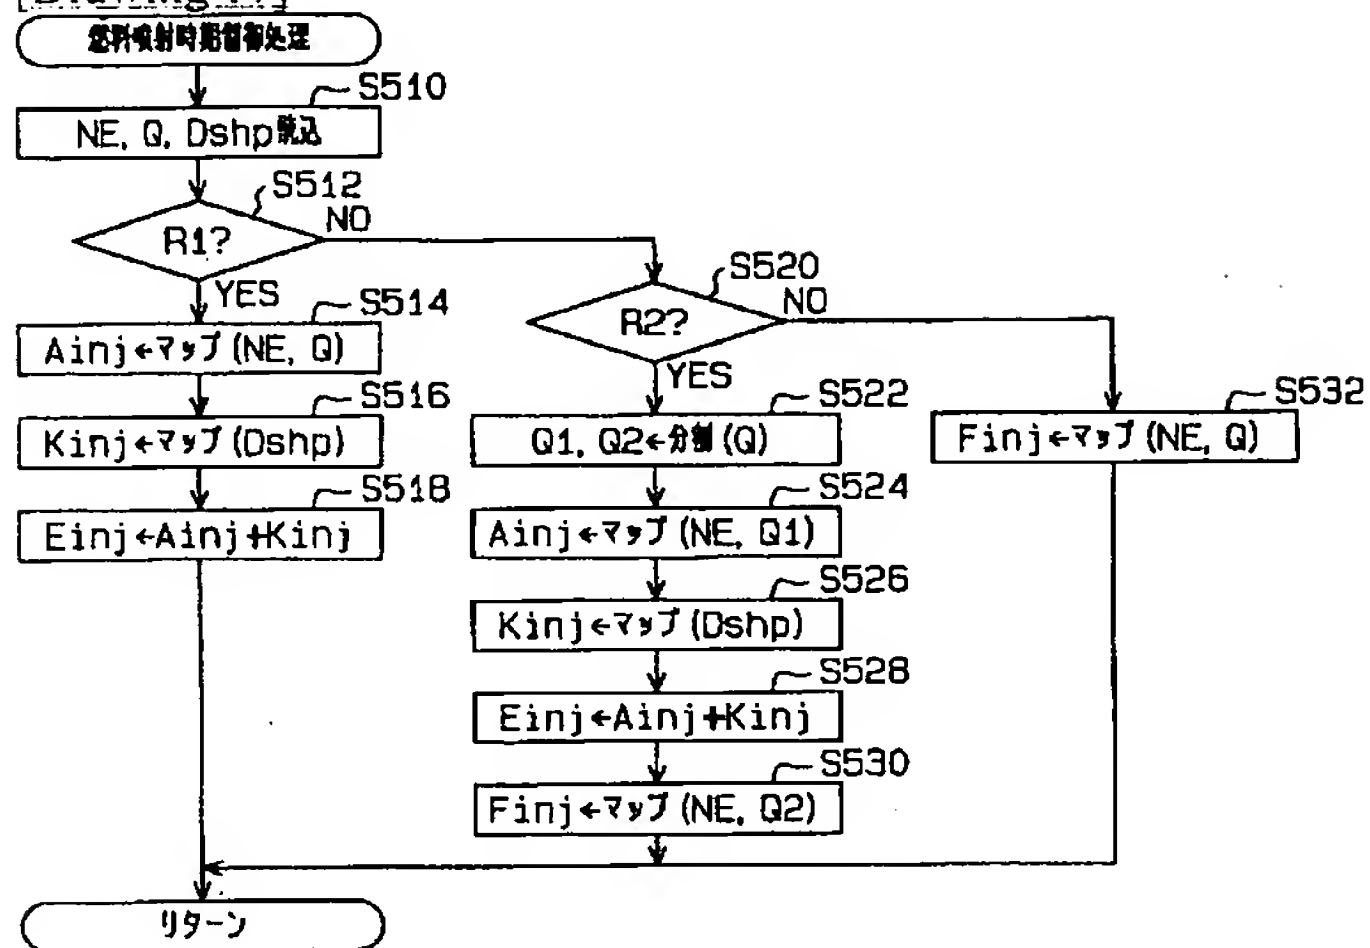 燃料噴射時期制御処理
S510
NE, Q, Dshp読込
S512
R1?
NO
YES
S514
Ainj←マップ(NE, Q)
S516
Kinj←マップ(Dshp)
S518
Einj←Ainj+Kinj
S520
R2?
NO
YES
S522
Q1, Q2←分割(Q)
S524
Ainj←マップ(NE, Q1)
S526
Kinj←マップ(Dshp)
S528
Einj←Ainj+Kinj
S530
Finj←マップ(NE, Q2)
S532
Finj←マップ(NE, Q)
リターン